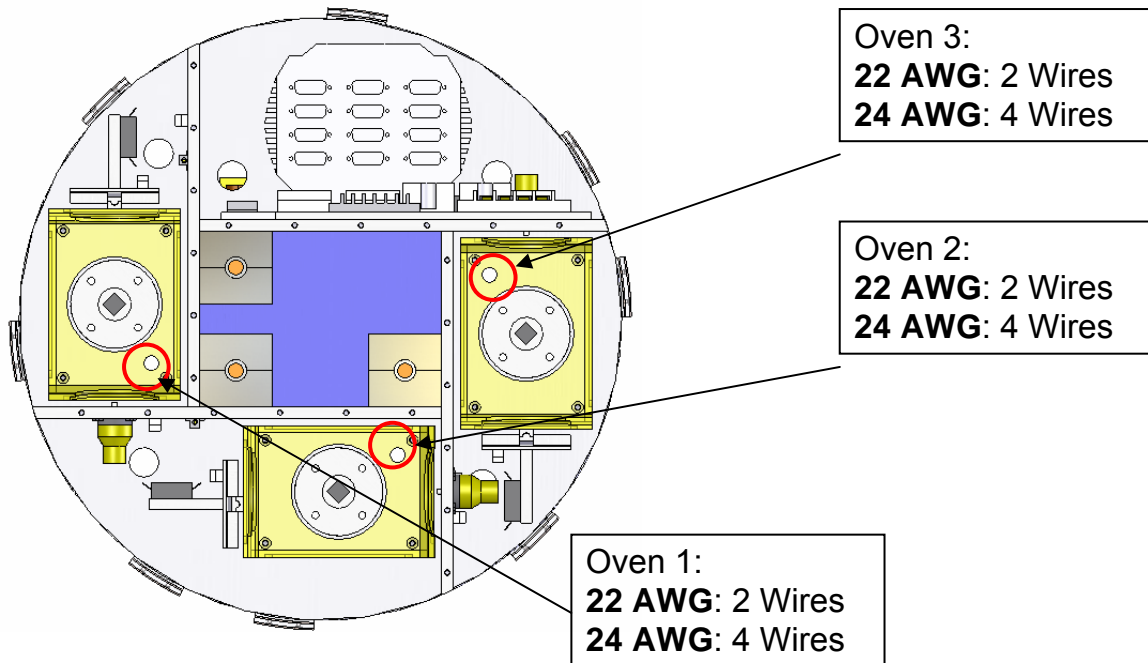 Oven 3:
22 AWG: 2 Wires
24 AWG: 4 Wires
Oven 2:
22 AWG: 2 Wires
24 AWG: 4 Wires
Oven 1:
22 AWG: 2 Wires
24 AWG: 4 Wires